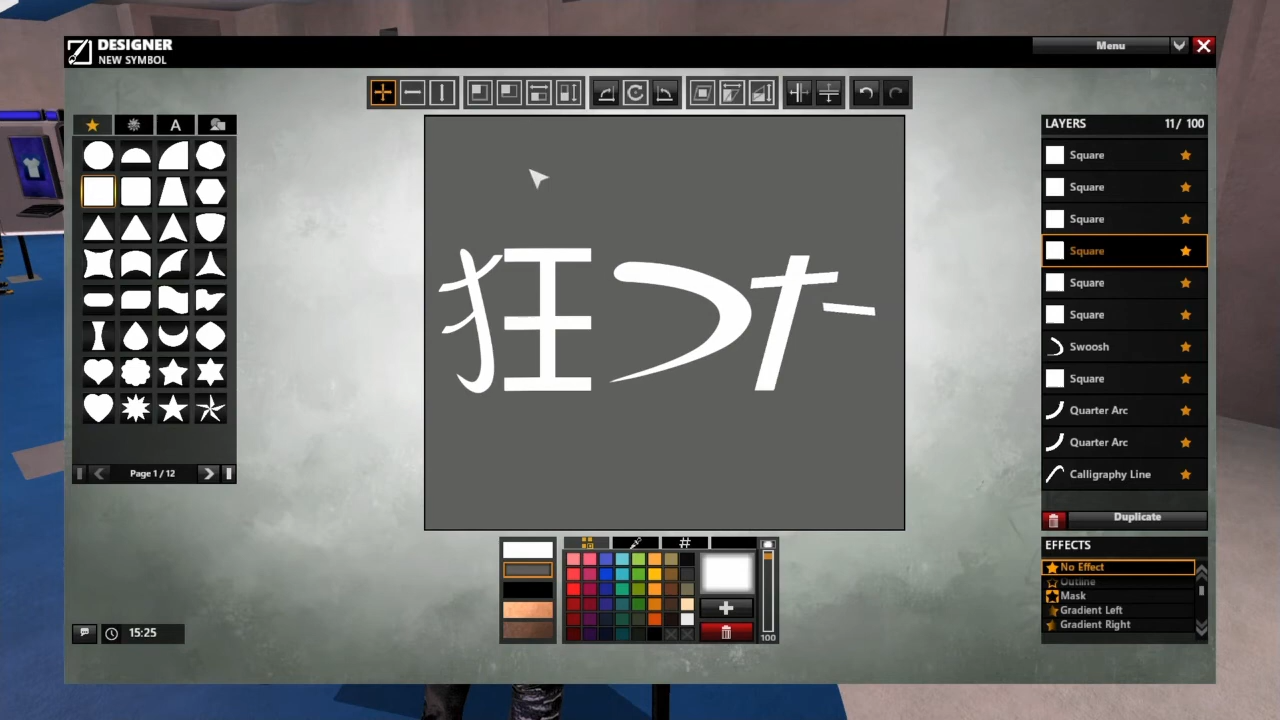 DESIGNER
NEW SYMBOL
Menu
A
LAYERS 11/ 100
Square
Square
Square
Square
Square
Square
Swoosh
Square
Quarter Arc
Quarter Arc
Calligraphy Line
Duplicate
狂った
Page 1 / 12
#
100
EFFECTS
No Effect
Outline
Mask
Gradient Left
Gradient Right
15:25